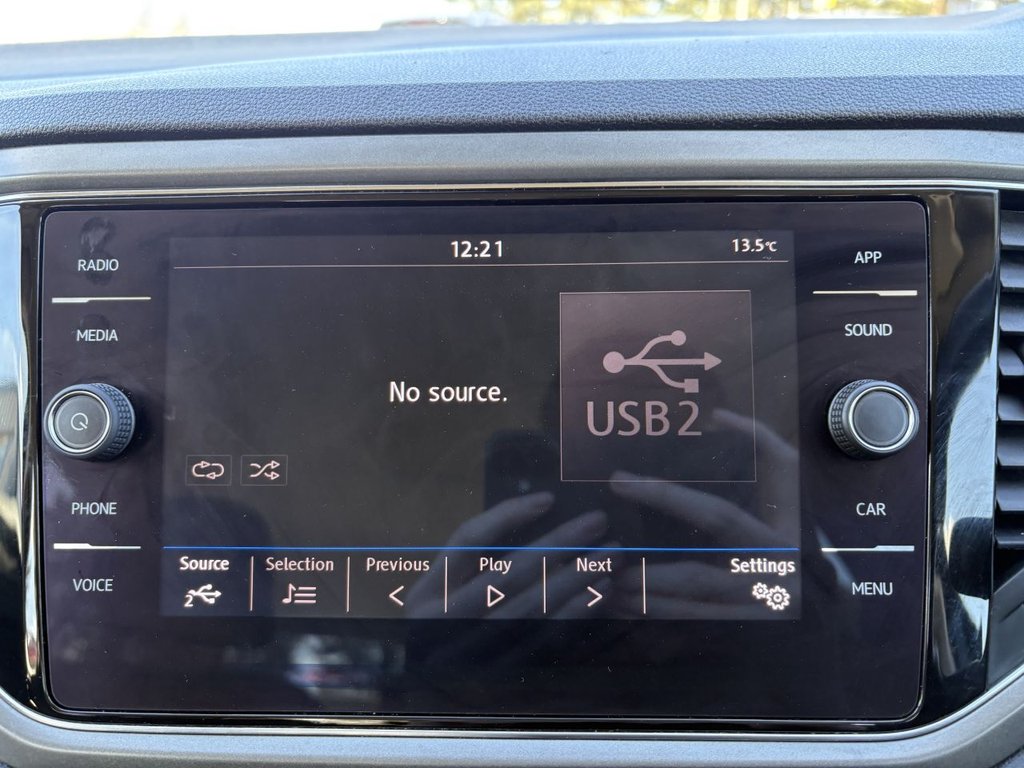 12:21
13.5℃
RADIO
MEDIA
PHONE
VOICE
No source.
USB2
Source
2
Selection
Previous
Play
Next
Settings
APP
SOUND
CAR
MENU